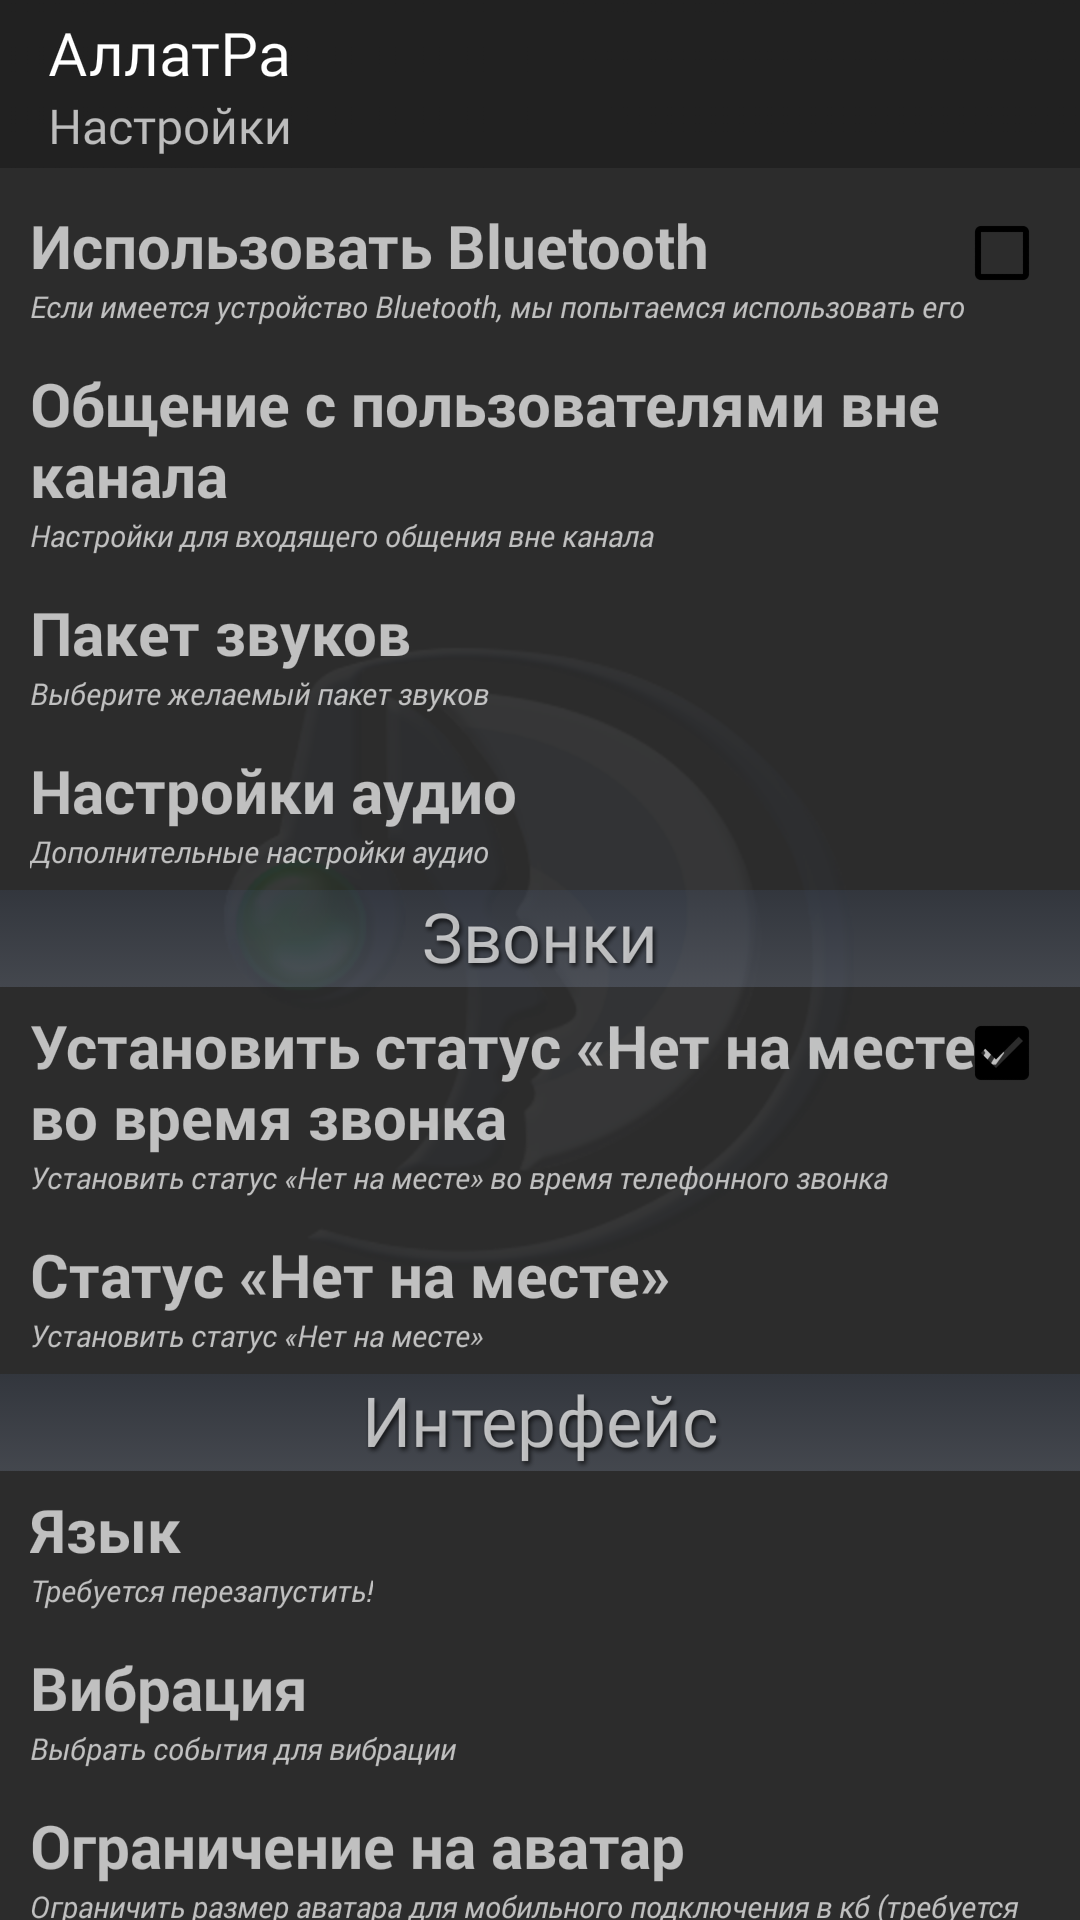 АллатРа
Настройки
Использовать Bluetooth
Если имеется устройство Bluetooth, мы попытаемся использовать его
Общение с пользователями вне
канала
Настройки для входящего общения вне канала
Пакет звуков
Выберите желаемый пакет звуков
Настройки аудио
Дополнительные настройки аудио
Звонки
Установить статус «Нет на месте
во время звонка
Установить статус «Нет на месте» во время телефонного звонка
Статус «Нет на месте»
Установить статус «Нет на месте»
Интерфейс
Язык
Требуется перезапустить!
Вибрация
Выбрать события для вибрации
Ограничение на аватар
Ограничить размер аватара для мобильного подключения в кб (требуется